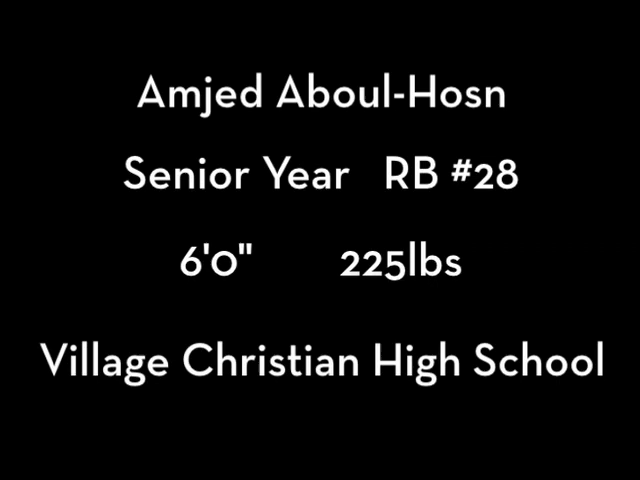 Amjed Aboul-Hosn
Senior Year RB #28
6'0" 225lbs
Village Christian High School